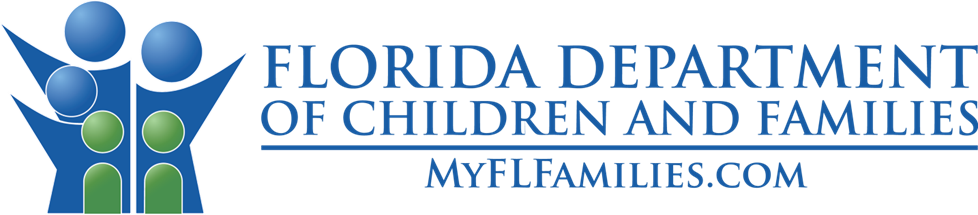 FLORIDA DEPARTMENT
OF CHILDREN AND FAMILIES
MYFLFAMILIES.COM